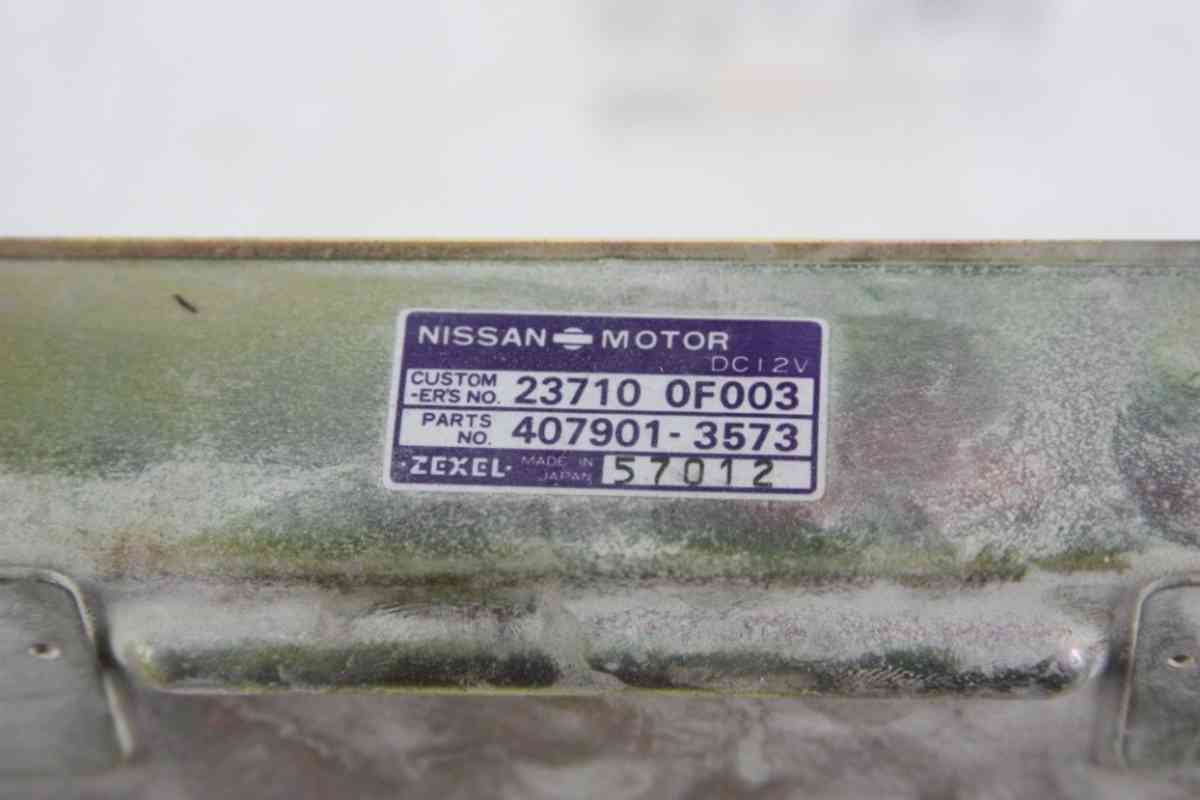 NISSAN MOTOR
DC12V
CUSTOM
-ER'S NO. 23710 0F003
PARTS
NO. 407901-3573
·ZEXEL· MADE IN
JAPAN 57012